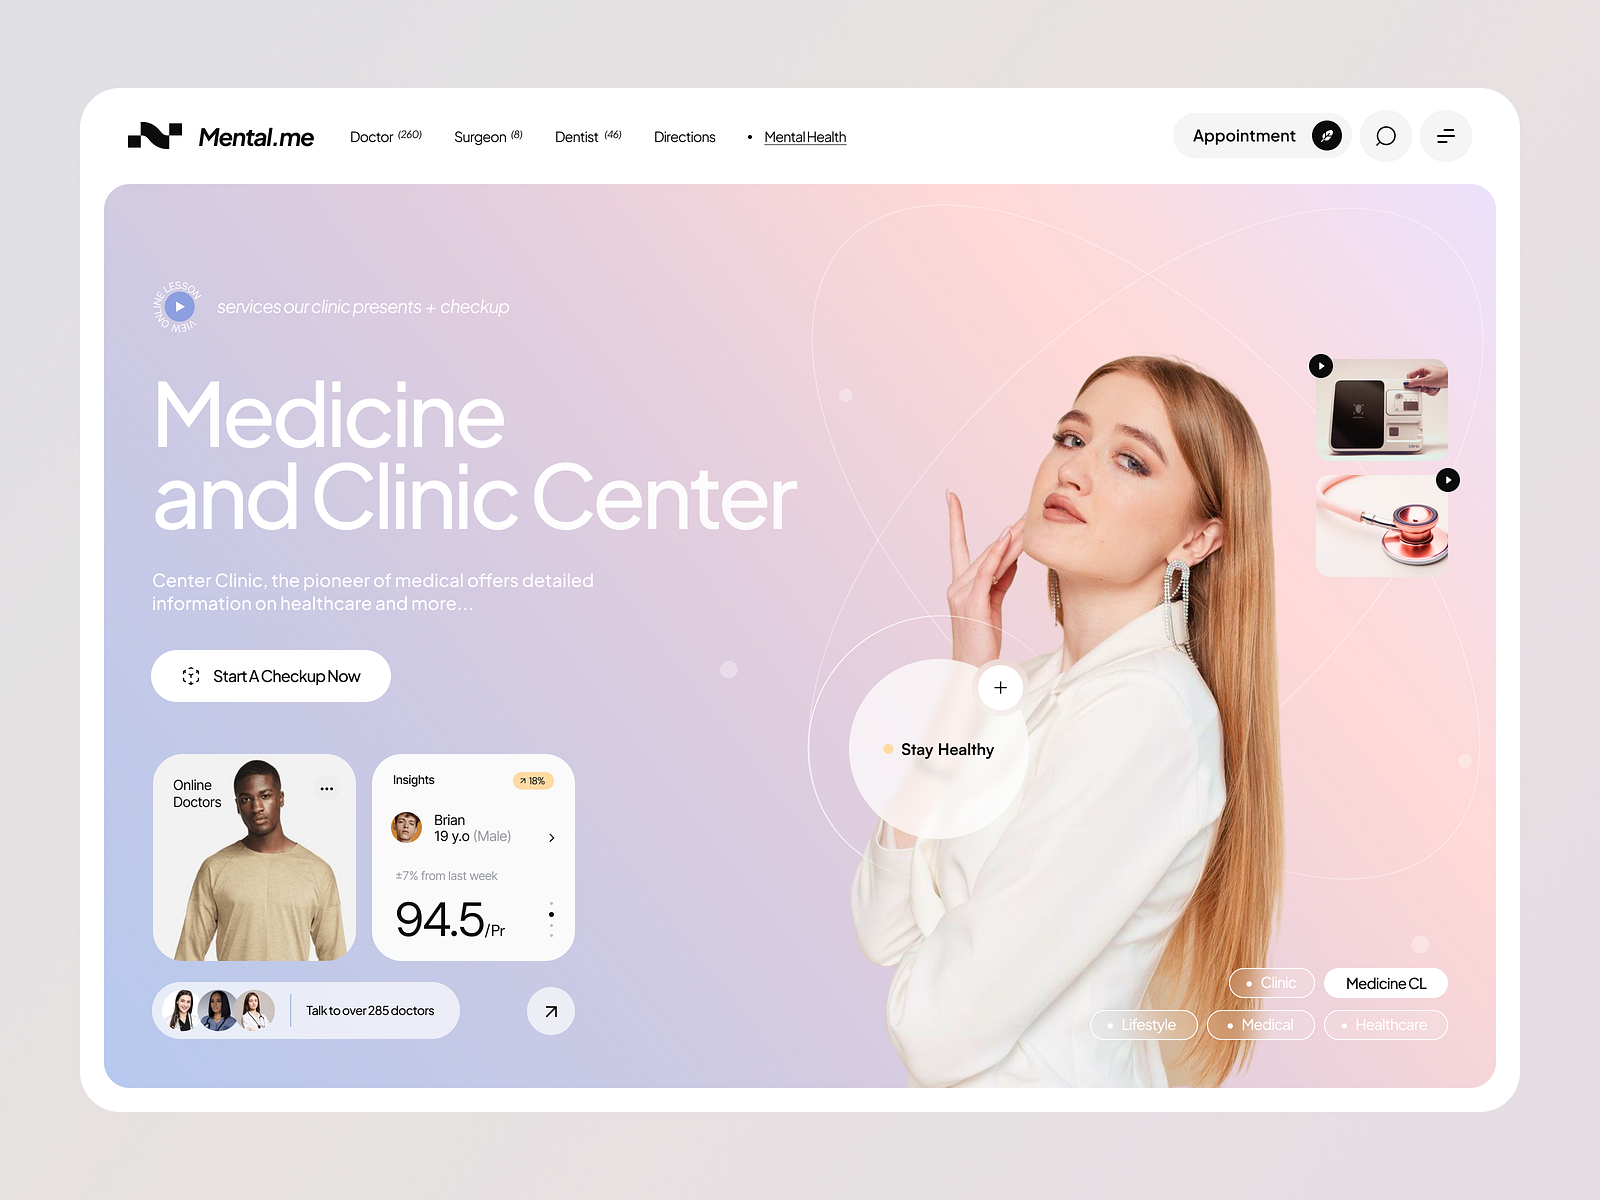 Mental.me
Doctor (260)
Surgeon (8)
Dentist (46)
Directions
Mental Health
Appointment
VIEW ONLINE LESSON
services our clinic presents + checkup
Medicine
and Clinic Center
Center Clinic, the pioneer of medical offers detailed
information on healthcare and more...
Start A Checkup Now
Stay Healthy
Online
Doctors
Insights
18%
Brian
19 y.o (Male)
±7% from last week
94.5/Pr
Talk to over 285 doctors
Clinic
Medicine CL
Lifestyle
Medical
Healthcare